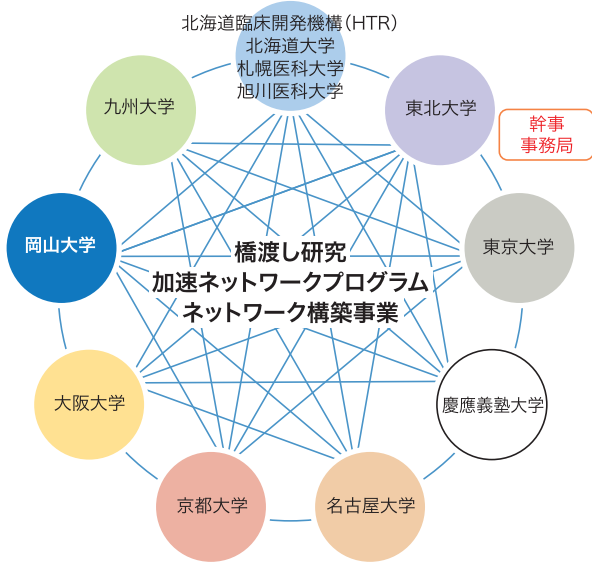 北海道臨床開発機構（HTR）
北海道大学
札幌医科大学
旭川医科大学
九州大学
東北大学
幹事
事務局
岡山大学
東京大学
橋渡し研究
加速ネットワークプログラム
ネットワーク構築事業
大阪大学
慶應義塾大学
京都大学
名古屋大学